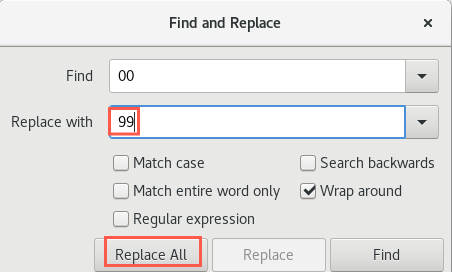 Find and Replace
Find 00
Replace with 99
Match case Search backwards
Match entire word only Wrap around
Regular expression
Replace All Replace Find